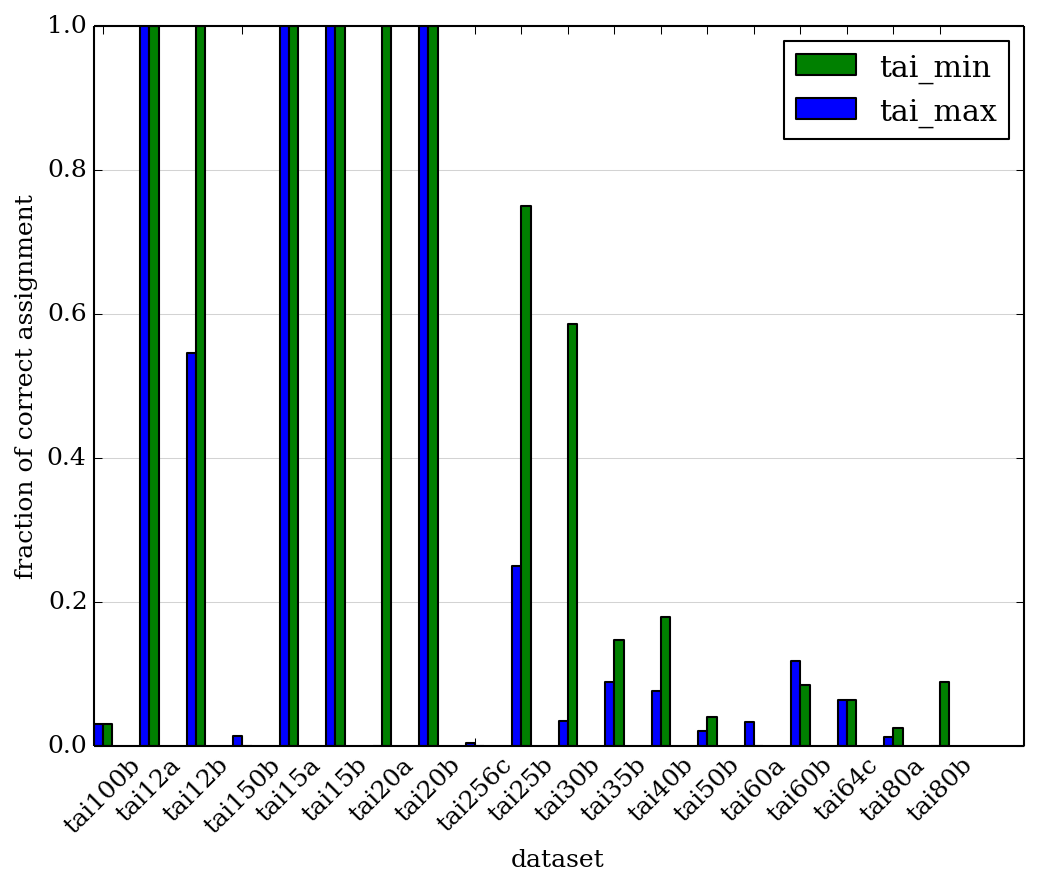 1.0
0.8
0.6
0.4
0.2
0.0
fraction of correct assignment
tai_min
tai_max
tai100b
tai12a
tai12b
tai150b
tai15a
tai15b
tai20a
tai20b
tai256c
tai25b
tai30b
tai35b
tai40b
tai50b
tai60a
tai60b
tai64c
tai80a
tai80b
dataset